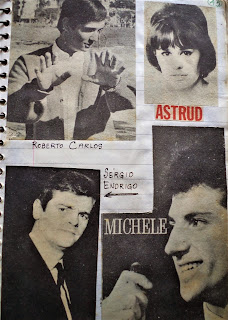 ASTRUD
ROBERTO CARLOS
SERGIO
ENDRIGO
MICHELE